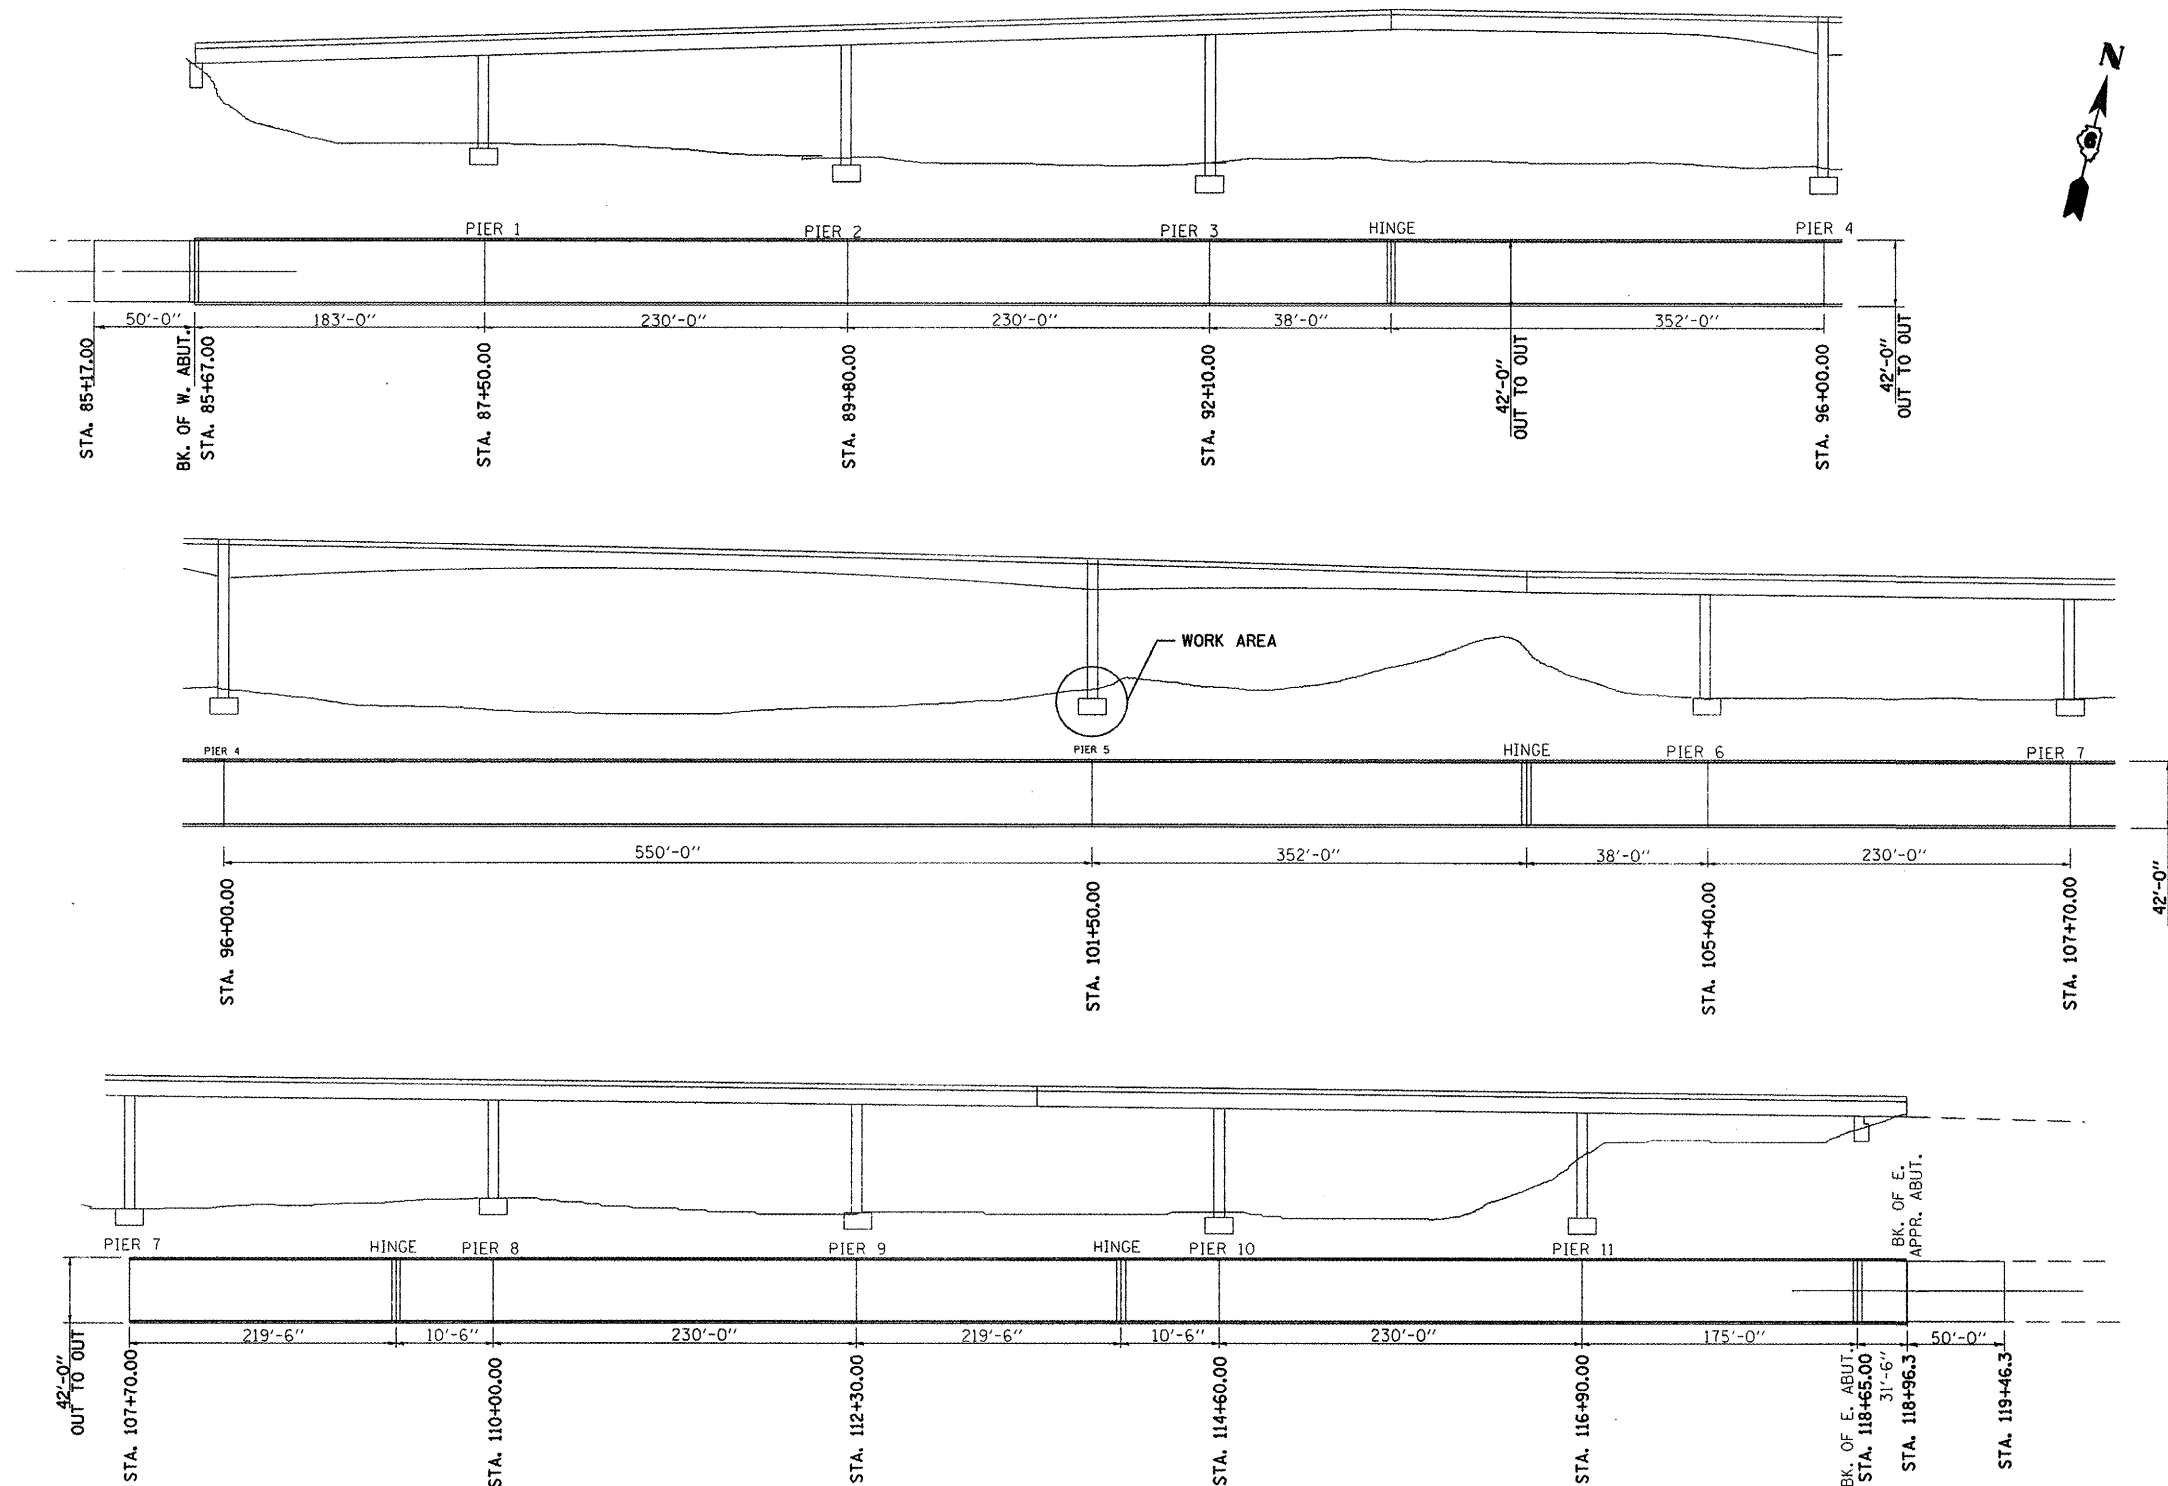 N
6
PIER 1
PIER 2
PIER 3
HINGE
PIER 4
50'-0"
183'-0"
230'-0"
230'-0"
38'-0"
352'-0"
STA. 85+17.00
BK. OF W. ABUT.
STA. 85+67.00
STA. 87+50.00
STA. 89+80.00
STA. 92+10.00
42'-0"
OUT TO OUT
STA. 96+00.00
42'-0"
OUT TO OUT
WORK AREA
PIER 4
PIER 5
HINGE
PIER 6
PIER 7
550'-0"
352'-0"
38'-0"
230'-0"
STA. 96+00.00
STA. 101+50.00
STA. 105+40.00
STA. 107+70.00
42'-0"
BK. OF E.
APPR. ABUT.
PIER 7
HINGE
PIER 8
PIER 9
HINGE
PIER 10
PIER 11
219'-6"
10'-6"
230'-0"
219'-6"
10'-6"
230'-0"
175'-0"
50'-0"
42'-0"
OUT TO OUT
STA. 107+70.00
STA. 110+00.00
STA. 112+30.00
STA. 114+60.00
STA. 116+90.00
BK. OF E. ABUT.
STA. 118+65.00
31'-6"
STA. 118+96.3
STA. 119+46.3